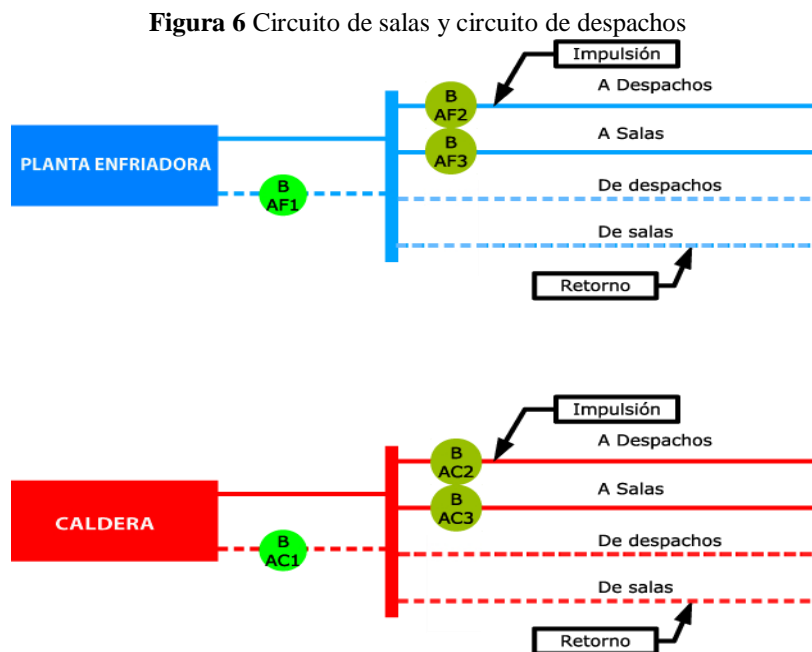 Figura 6 Circuito de salas y circuito de despachos
Impulsión
A Despachos
B
AF2
A Salas
B
AF3
PLANTA ENFRIADORA
B
AF1
De despachos
De salas
Retorno
Impulsión
A Despachos
B
AC2
A Salas
B
AC3
CALDERA
B
AC1
De despachos
De salas
Retorno